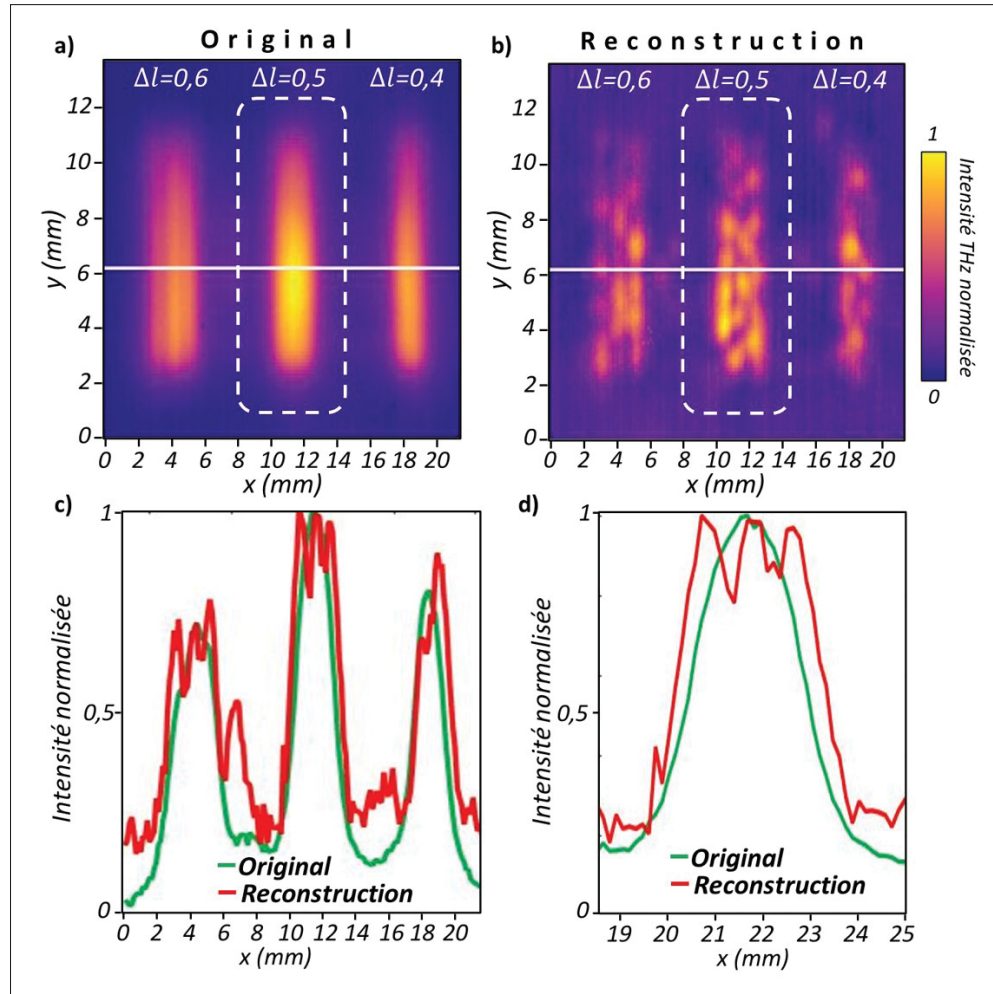 a) Original
b) Reconstruction
Δl=0,6 Δl=0,5 Δl=0,4
12
10
8
6
4
2
0
y (mm)
0 2 4 6 8 10 12 14 16 18 20
x (mm)
Δl=0,6 Δl=0,5 Δl=0,4
12
10
8
6
4
2
0
y (mm)
0 2 4 6 8 10 12 14 16 18 20
x (mm)
1
0
Intensité THz normalisée
c)
1
0,5
0
Intensité normalisée
Original
Reconstruction
0 2 4 6 8 10 12 14 16 18 20
x (mm)
d)
1
0,5
0
Intensité normalisée
Original
Reconstruction
19 20 21 22 23 24 25
x (mm)